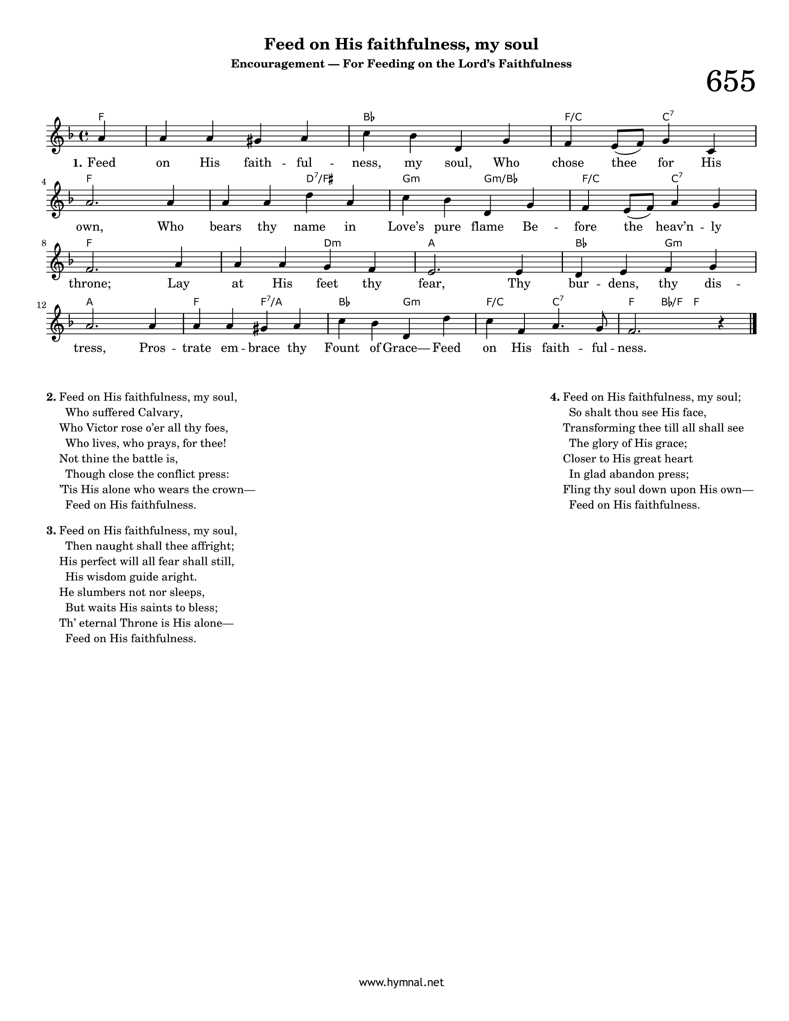 Feed on His faithfulness, my soul
Encouragement — For Feeding on the Lord's Faithfulness
655
F B♭ F/C C7
1. Feed on His faith - ful - ness, my soul, Who chose thee for His
4 F D7/F♯ Gm Gm/B♭ F/C C7
own, Who bears thy name in Love's pure flame Be - fore the heav'n - ly
8 F Dm A B♭ Gm
throne; Lay at His feet thy fear, Thy bur - dens, thy dis -
12 A F F7/A B♭ Gm F/C C7 F B♭/F F
tress, Pros - trate em - brace thy Fount of Grace—Feed on His faith - ful - ness.
2. Feed on His faithfulness, my soul,
Who suffered Calvary,
Who Victor rose o'er all thy foes,
Who lives, who prays, for thee!
Not thine the battle is,
Though close the conflict press:
'Tis His alone who wears the crown—
Feed on His faithfulness.
3. Feed on His faithfulness, my soul,
Then naught shall thee affright;
His perfect will all fear shall still,
His wisdom guide aright.
He slumbers not nor sleeps,
But waits His saints to bless;
Th' eternal Throne is His alone—
Feed on His faithfulness.
4. Feed on His faithfulness, my soul;
So shalt thou see His face,
Transforming thee till all shall see
The glory of His grace;
Closer to His great heart
In glad abandon press;
Fling thy soul down upon His own—
Feed on His faithfulness.
www.hymnal.net